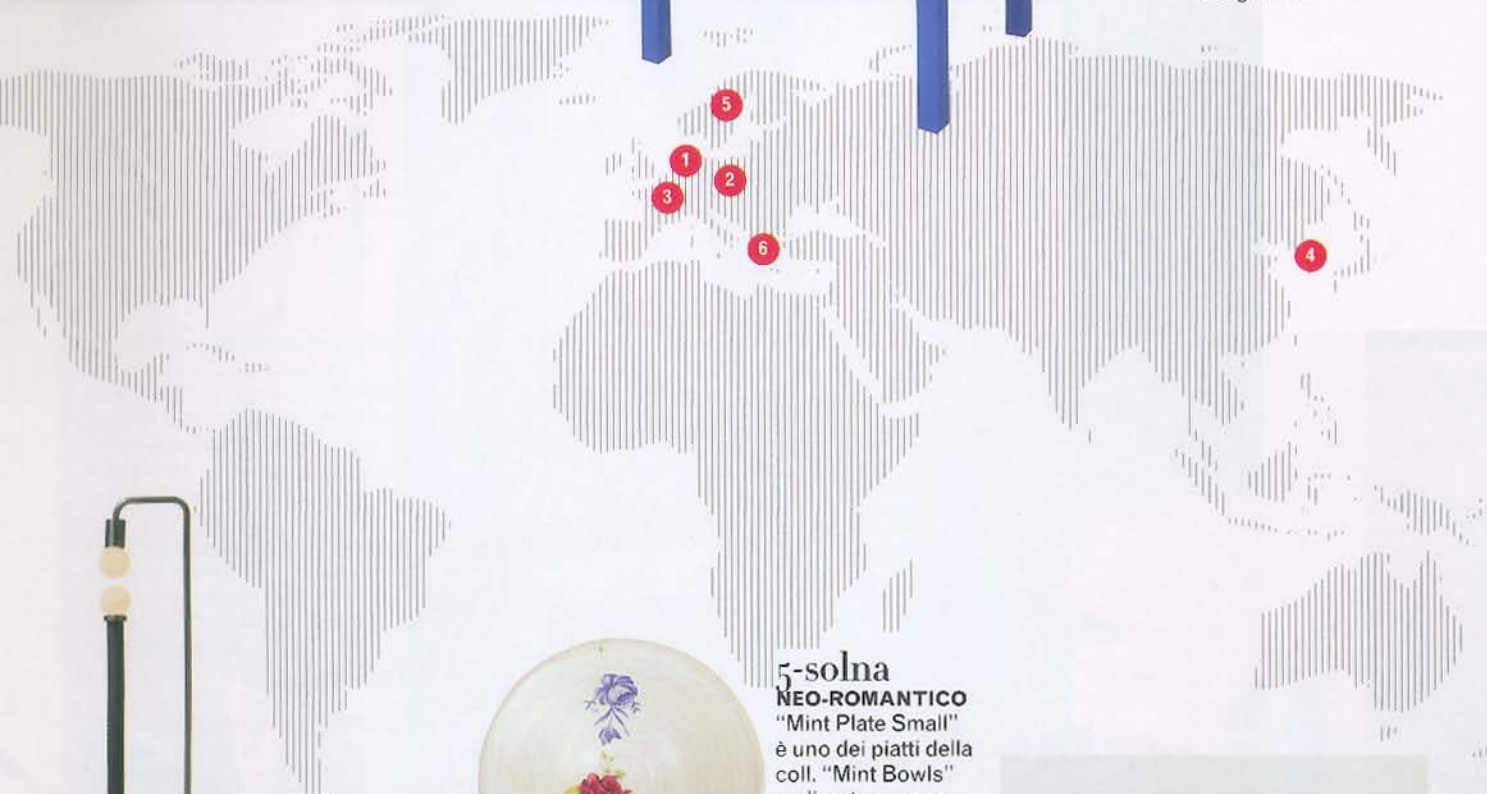 5
1
2
3
6
4
5-solna
NEO-ROMANTICO
“Mint Plate Small”
è uno dei piatti della
coll. “Mint Bowls”